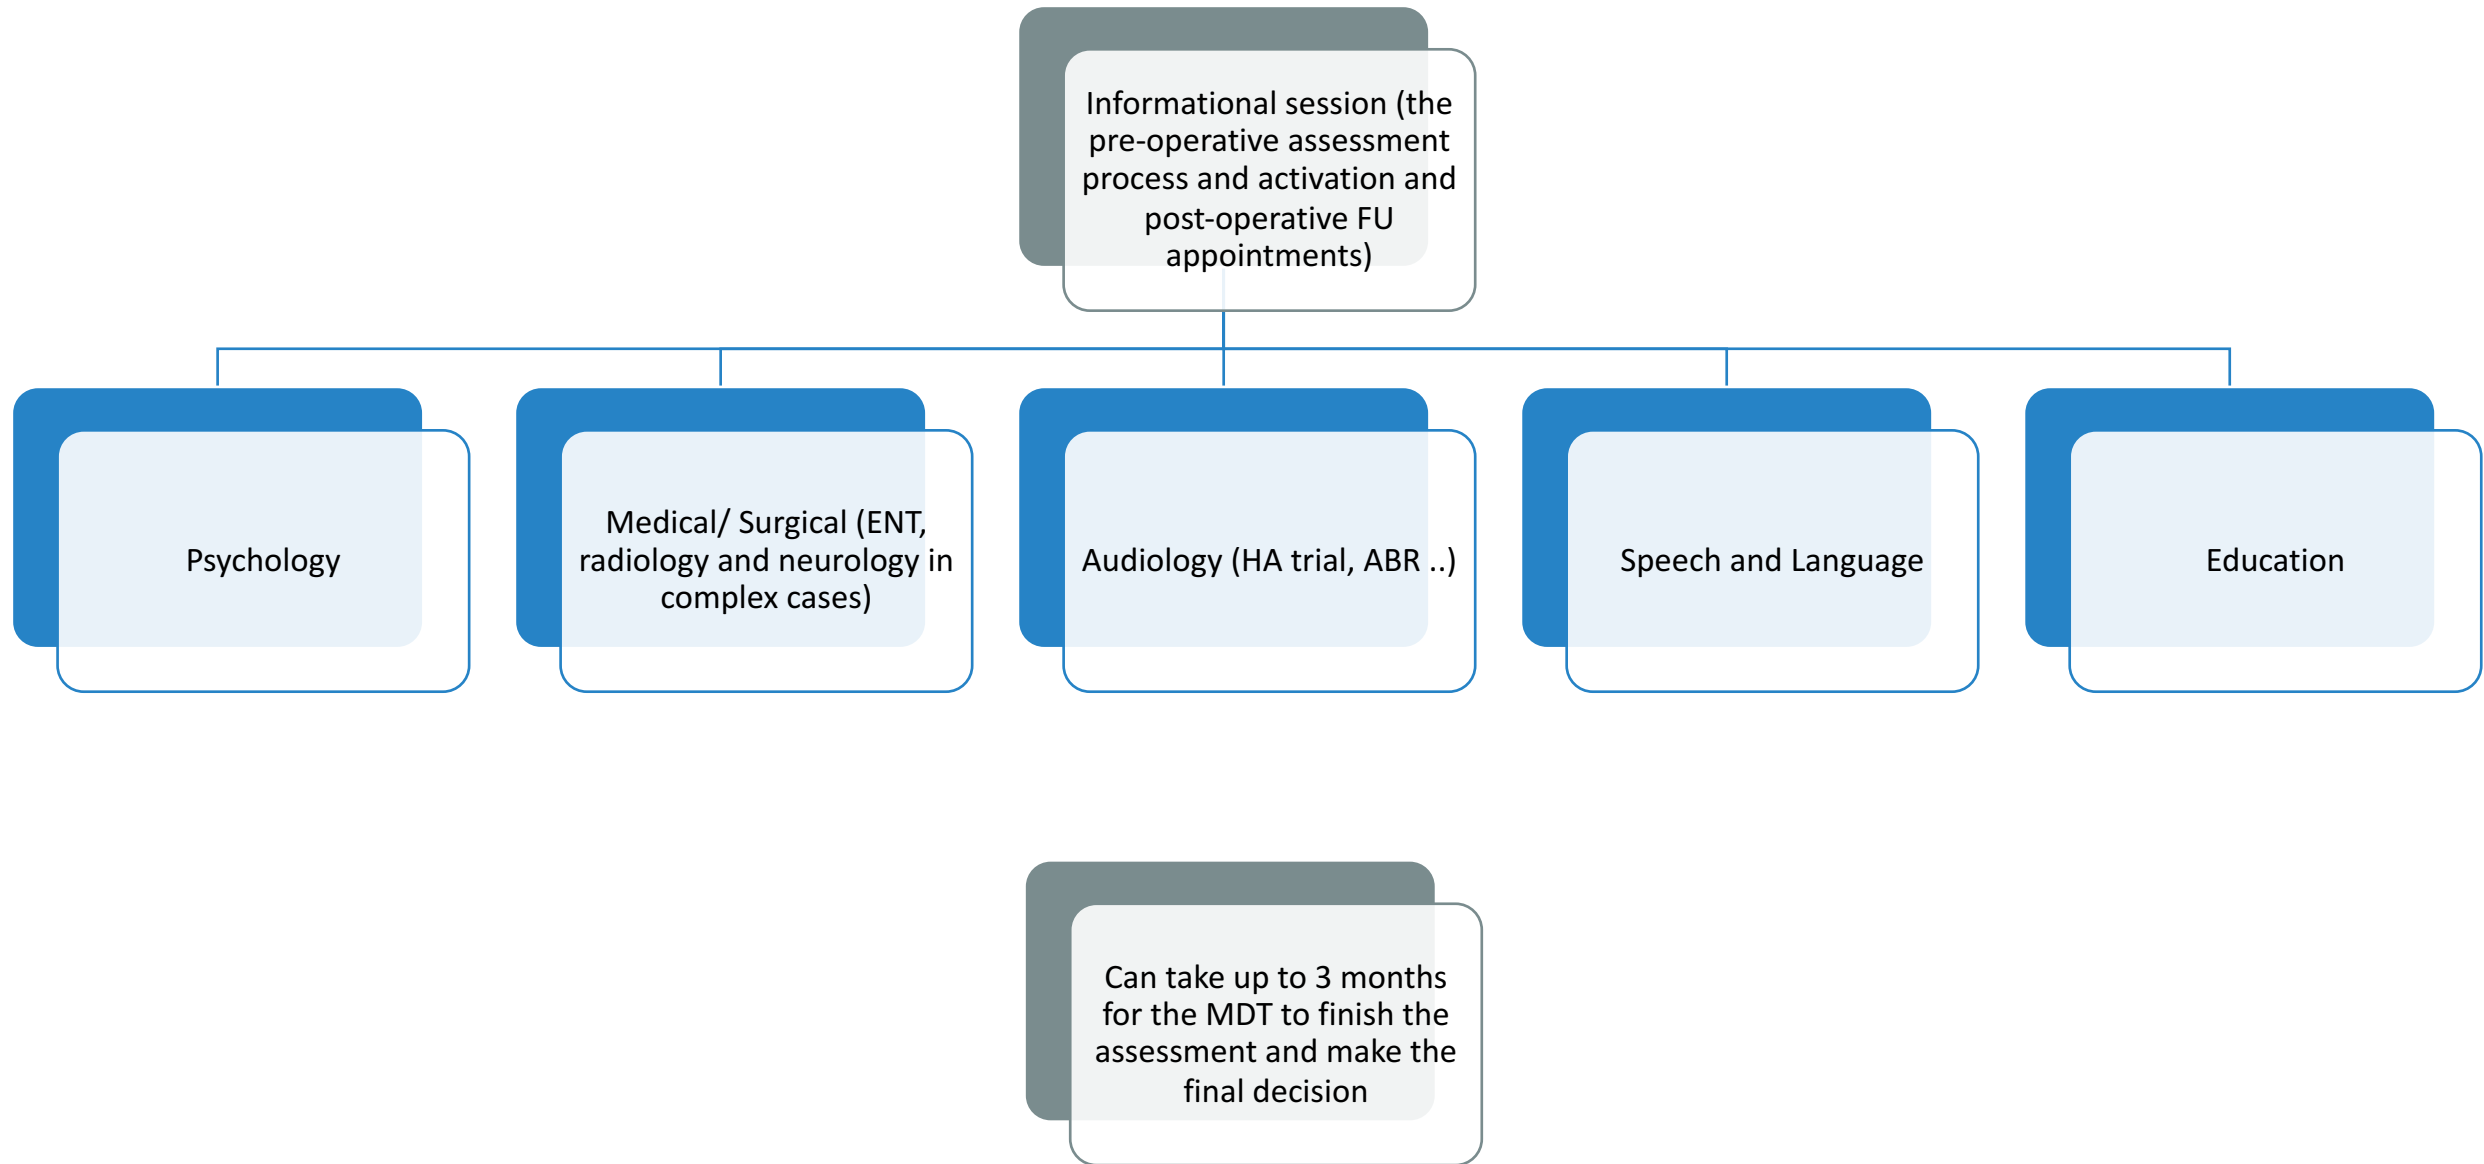 Informational session (the
pre-operative assessment
process and activation and
post-operative FU
appointments)
Psychology
Medical/ Surgical (ENT,
radiology and neurology in
complex cases)
Audiology (HA trial, ABR ..)
Speech and Language
Education
Can take up to 3 months
for the MDT to finish the
assessment and make the
final decision